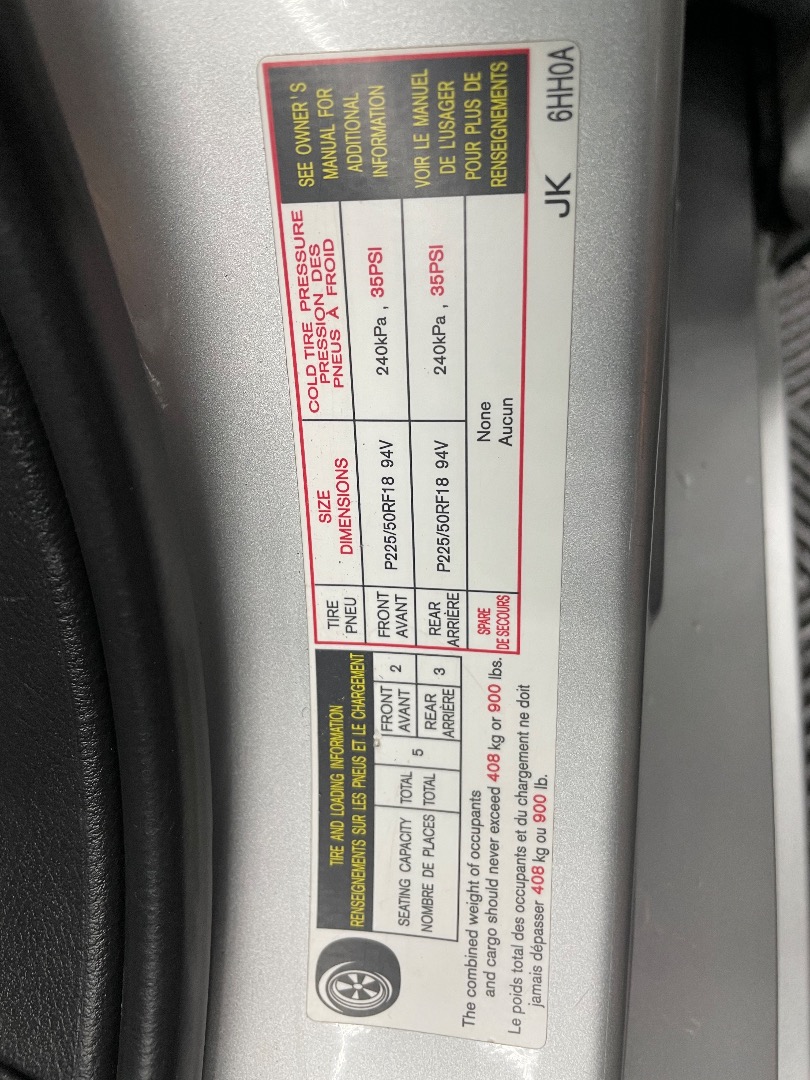 TIRE AND LOADING INFORMATION
RENSEIGNEMENTS SUR LES PNEUS ET LE CHARGEMENT
SEATING CAPACITY
NOMBRE DE PLACES
TOTAL
TOTAL
5
FRONT
AVANT
2
REAR
ARRIÈRE
3
The combined weight of occupants
and cargo should never exceed 408 kg or 900 lbs.
Le poids total des occupants et du chargement ne doit
jamais dépasser 408 kg ou 900 lb.
TIRE
PNEU
SIZE
DIMENSIONS
COLD TIRE PRESSURE
PRESSION DES
PNEUS À FROID
FRONT
AVANT
P225/50RF18 94V
240kPa , 35PSI
REAR
ARRIÈRE
P225/50RF18 94V
240kPa , 35PSI
SPARE
DE SECOURS
None
Aucun
SEE OWNER'S
MANUAL FOR
ADDITIONAL
INFORMATION
VOIR LE MANUEL
DE L'USAGER
POUR PLUS DE
RENSEIGNEMENTS
JK 6HH0A